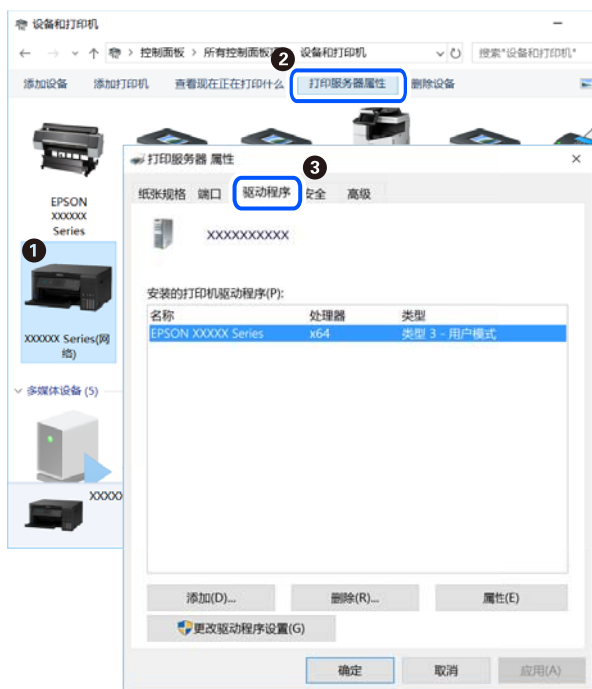 设备和打印机
控制面板 > 所有控制面板 设备和打印机
搜索"设备和打印机"
添加设备 添加打印机 查看现在正在打印什么 打印服务器属性 删除设备
2
打印服务器 属性
3
纸张规格 端口 驱动程序 安全 高级
EPSON
XXXXXX
Series
1
XXXXXXXXXX
安装的打印机驱动程序(P):
名称 处理器 类型
EPSON XXXXX Series x64 类型 3 - 用户模式
XXXXXX Series(网
络)
多媒体设备 (5)
XXXXX
添加(D)... 删除(R)... 属性(E)
更改驱动程序设置(G)
确定 取消 应用(A)